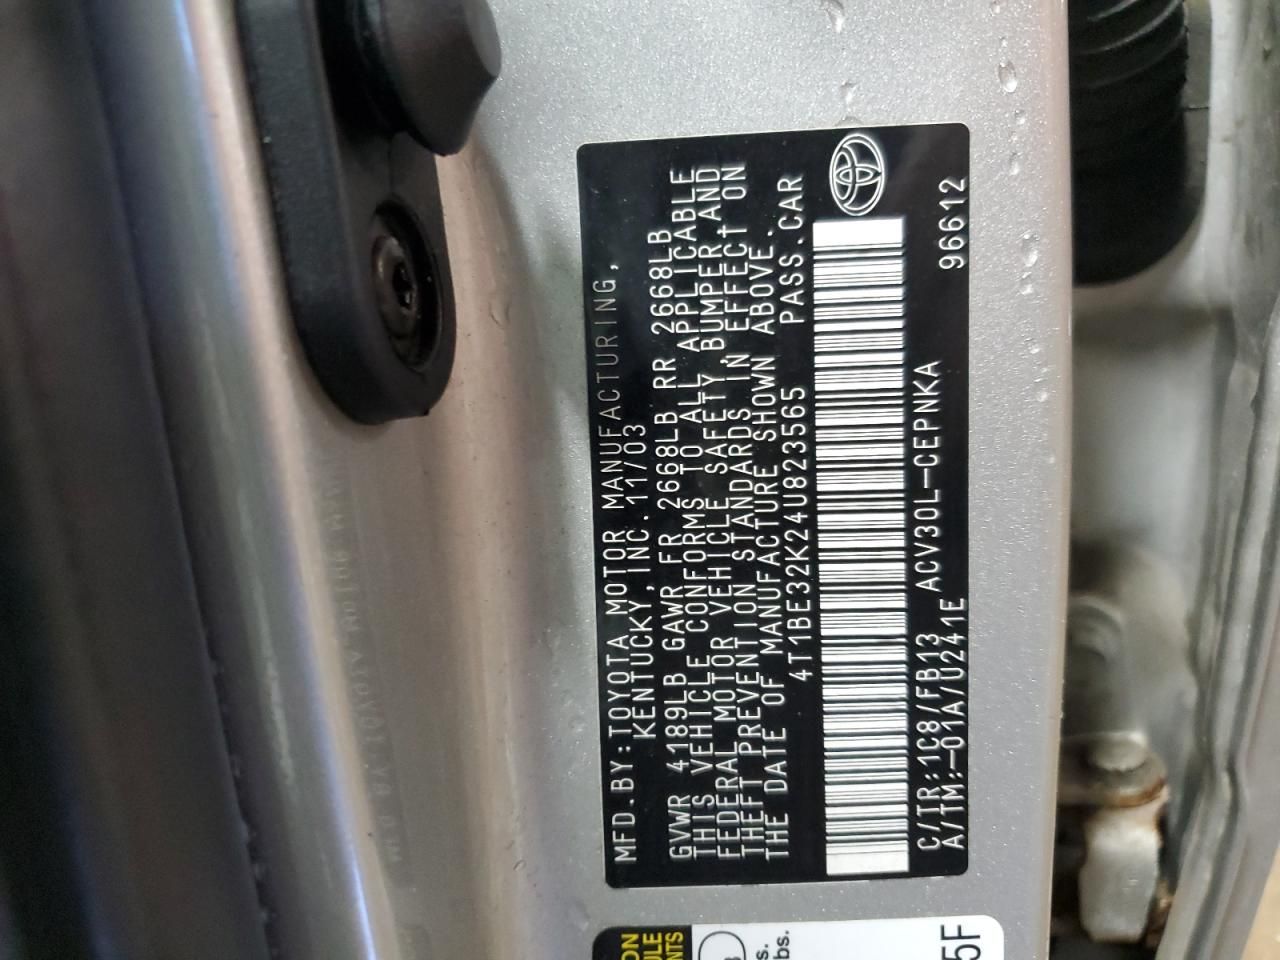 MFD.BY:TOYOTA MOTOR MANUFACTURING,
KENTUCKY, INC. 11/03
GVWR 4189LB GAWR FR 2668LB RR 2668LB
THIS VEHICLE CONFORMS TO ALL APPLICABLE
FEDERAL MOTOR VEHICLE SAFETY, BUMPER, AND
THEFT PREVENTION STANDARDS IN EFFECT ON
THE DATE OF MANUFACTURE SHOWN ABOVE.
4T1BE32K24U823565 PASS.CAR
C/TR:1C8/FB13 ACV30L-CEPNKA
A/TM:-01A/U241E 96612
5F